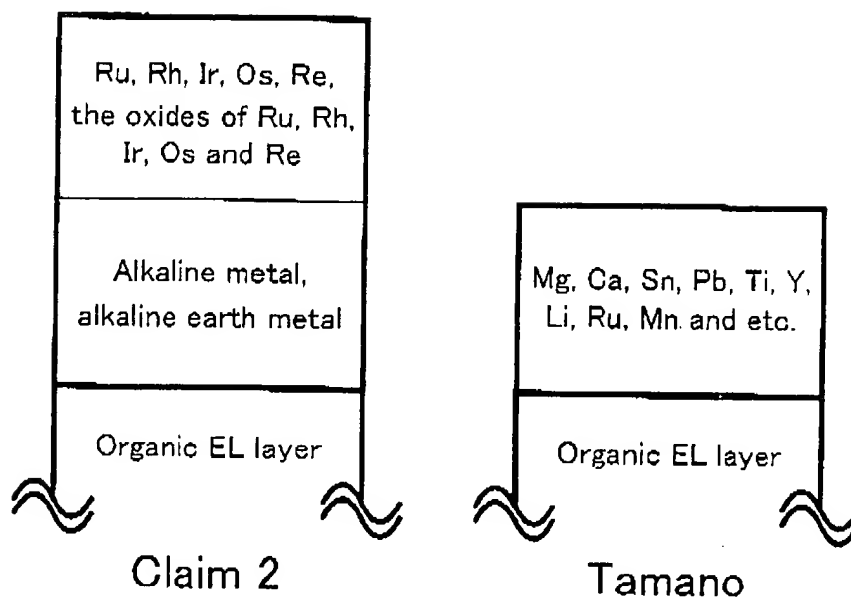 Ru, Rh, Ir, Os, Re,
the oxides of Ru, Rh,
Ir, Os and Re
Alkaline metal,
alkaline earth metal
Organic EL layer
Claim 2
Mg, Ca, Sn, Pb, Ti, Y,
Li, Ru, Mn and etc.
Organic EL layer
Tamano